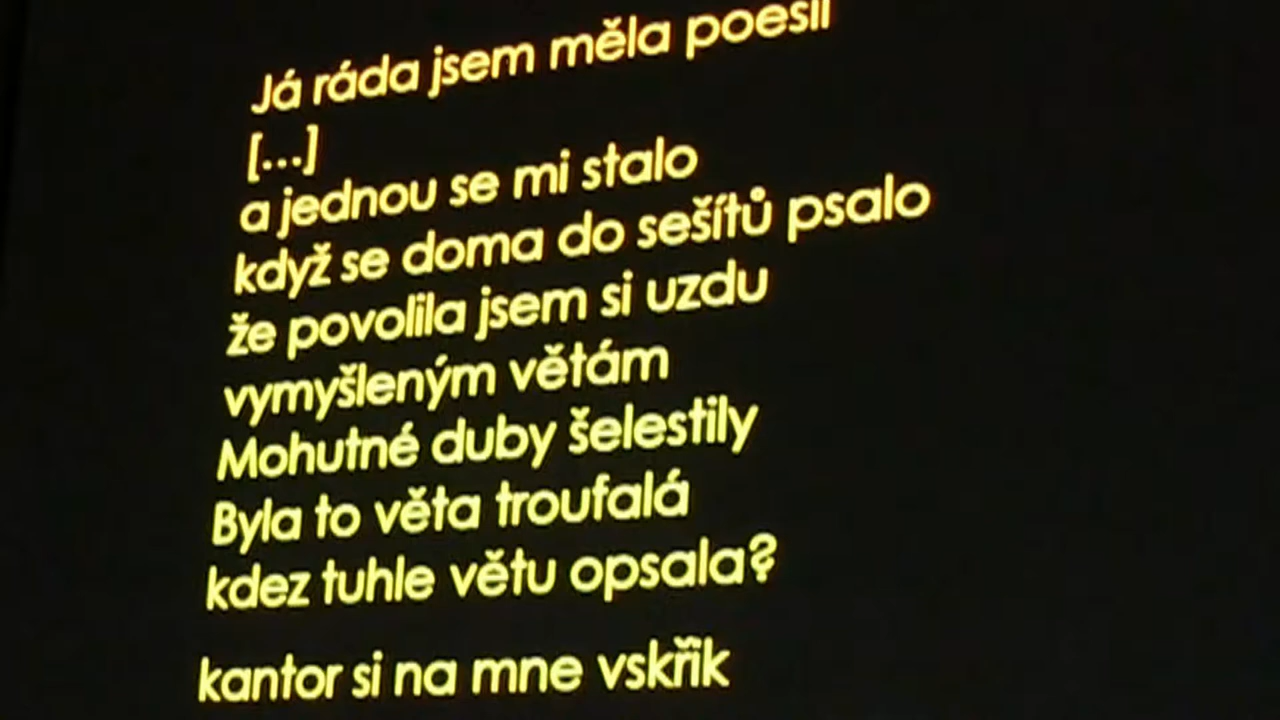 Já ráda jsem měla poesii
[...]
a jednou se mi stalo
když se doma do sešítů psalo
že povolila jsem si uzdu
vymyšleným větám
Mohutné duby šelestily
Byla to věta troufalá
kdez tuhle větu opsala?
kantor si na mne vskřik